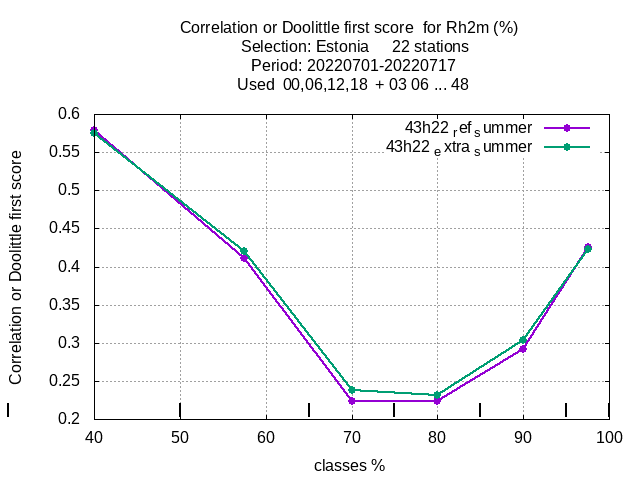 Correlation or Doolittle first score for Rh2m (%)
Selection: Estonia 22 stations
Period: 20220701-20220717
Used 00,06,12,18 + 03 06 ... 48
43h22 ref summer
43h22 extra summer
0.6
0.55
0.5
0.45
0.4
0.35
0.3
0.25
0.2
Correlation or Doolittle first score
40 50 60 70 80 90 100
classes %